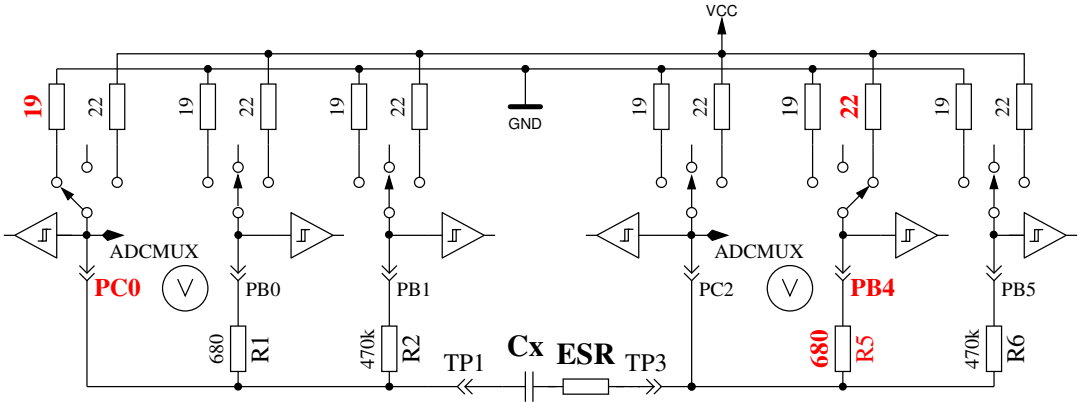 VCC
19
22
19
22
19
22
GND
19
22
19
22
19
22
ADCMUX
ADCMUX
PC0
V
PB0
PB1
PC2
V
PB4
PB5
680
R1
470k
R2
680
R5
470k
R6
TP1
Cx
ESR
TP3